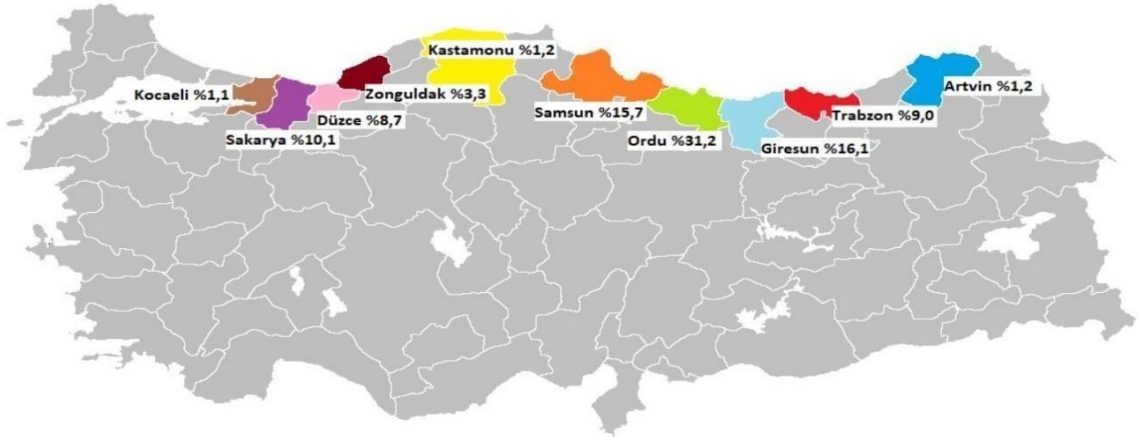 Kastamonu %1,2
Kocaeli %1,1
Zonguldak %3,3
Artvin %1,2
Düzce %8,7
Samsun %15,7
Trabzon %9,0
Sakarya %10,1
Ordu %31,2
Giresun %16,1